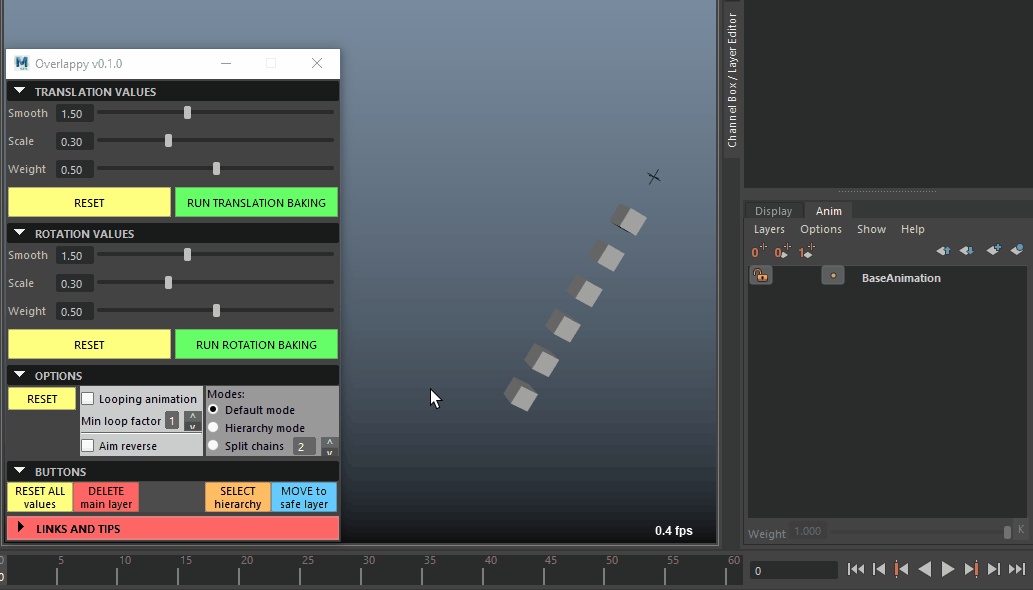 Overlappy v0.1.0
TRANSLATION VALUES
Smooth 1.50
Scale 0.30
Weight 0.50
RESET RUN TRANSLATION BAKING
ROTATION VALUES
Smooth 1.50
Scale 0.30
Weight 0.50
RESET RUN ROTATION BAKING
OPTIONS
RESET
Looping animation
Min loop factor 1
Aim reverse
Modes:
Default mode
Hierarchy mode
Split chains 2
BUTTONS
RESET ALL
values
DELETE
main layer
SELECT
hierarchy
MOVE to
safe layer
LINKS AND TIPS
0.4 fps
Channel Box / Layer Editor
Display Anim
Layers Options Show Help
0 0 1
BaseAnimation
Weight 1.000 K
0 5 10 15 20 25 30 35 40 45 50 55 60
0
0